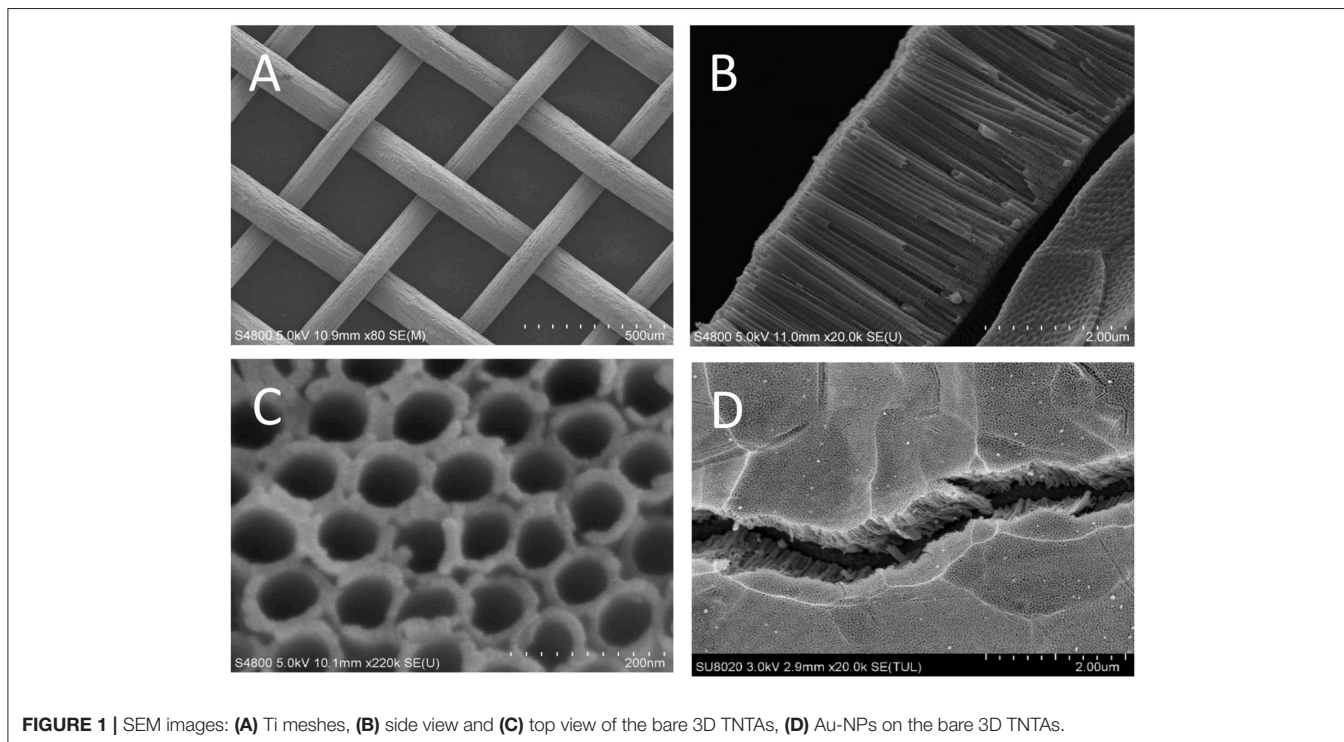 A
S4800 5.0kV 10.9mm x80 SE(M)
500um
B
S4800 5.0kV 11.0mm x20.0k SE(U)
2.00um
C
S4800 5.0kV 10.1mm x220k SE(U)
200nm
D
SU8020 3.0kV 2.9mm x20.0k SE(TUL)
2.00um
FIGURE 1 | SEM images: (A) Ti meshes, (B) side view and (C) top view of the bare 3D TNTAs, (D) Au-NPs on the bare 3D TNTAs.